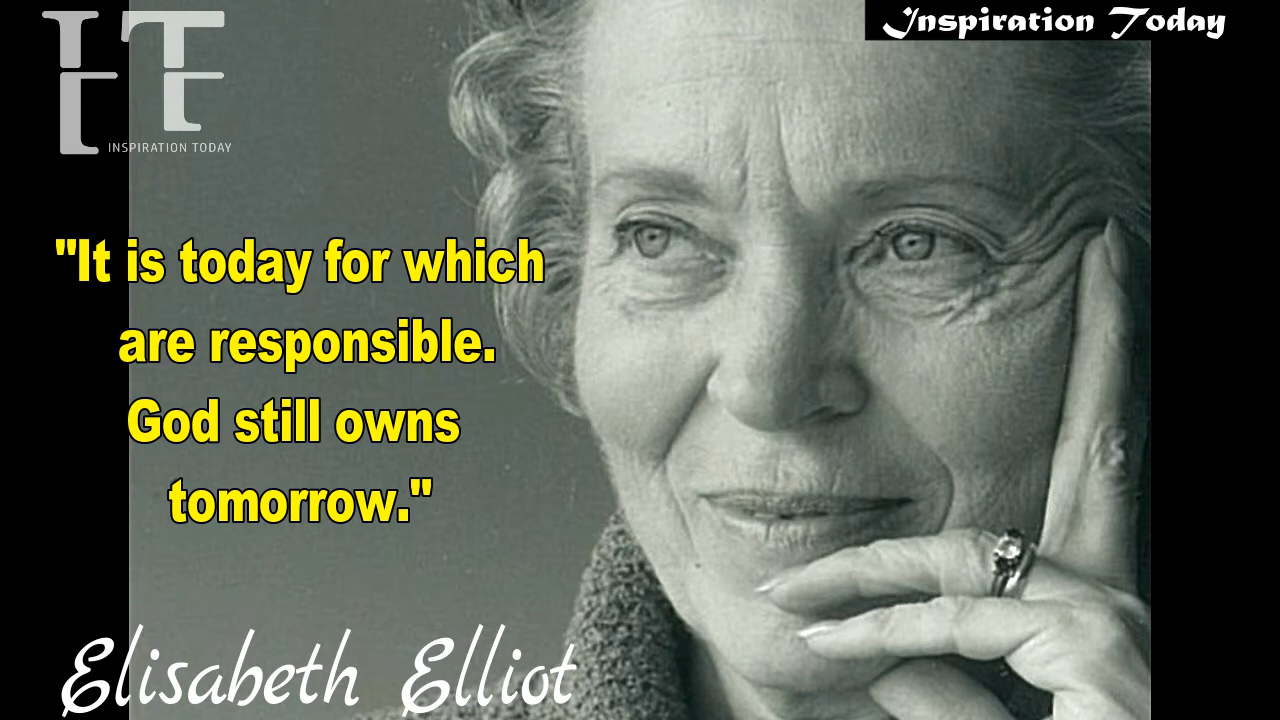 Inspiration Today
INSPIRATION TODAY
"It is today for which
are responsible.
God still owns
tomorrow."
Elisabeth Elliot